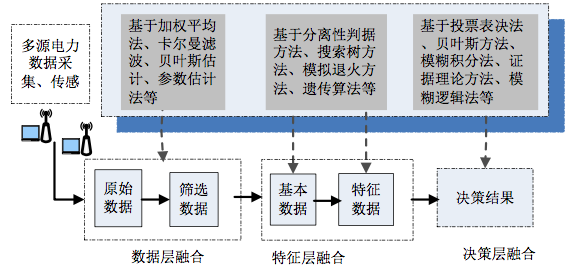 多源电力
数据采
集、传感
基于加权平均
法、卡尔曼滤
波、贝叶斯估
计、参数估计
法等
基于分离性判据
方法、搜索树方
法、模拟退火方
法、遗传算法等
基于投票表决法
、贝叶斯方法、
模糊积分法、证
据理论方法、模
糊逻辑法等
原始
数据
筛选
数据
基本
数据
特征
数据
决策结果
数据层融合
特征层融合
决策层融合